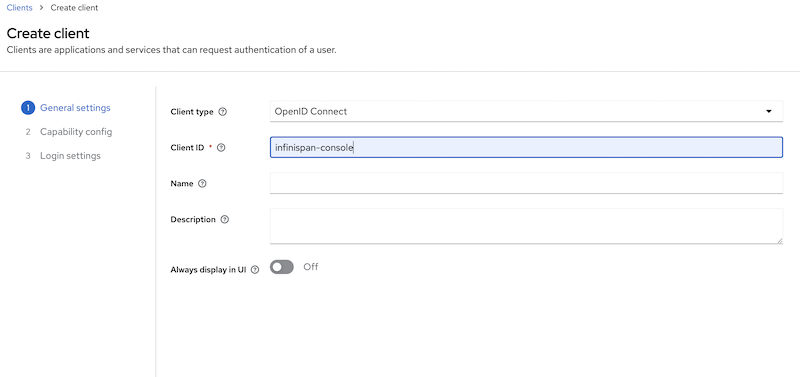 Clients > Create client
Create client
Clients are applications and services that can request authentication of a user.
1 General settings
2 Capability config
3 Login settings
Client type ? OpenID Connect
Client ID * ? infinispan-console
Name ?
Description ?
Always display in UI ? Off